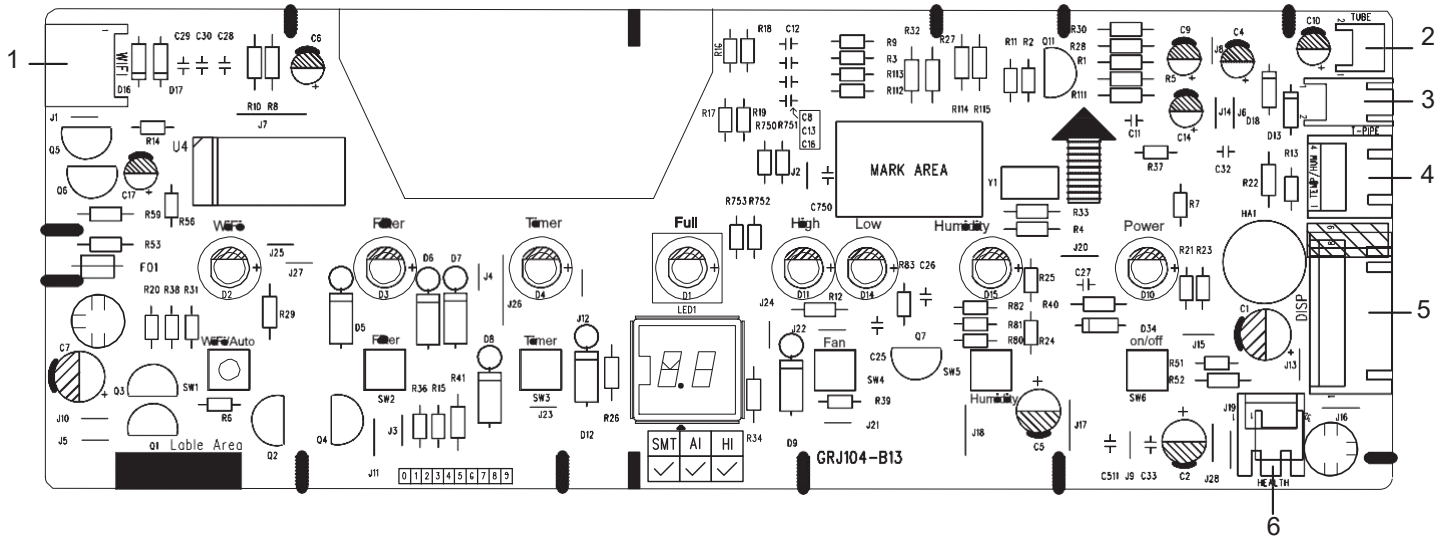 C12
R18
R16
C29 C30 C28
C6
R9
R32
R27
R11 R2 Q11
R30
R28
R1
C9
J8
C4
C10
TUBE
2
1
WIFI
1
2
R3
R113
R112
R5
R111
D16
D17
R10 R8
J7
R17
R19
R750 R751
C8
C13
C16
R114 R115
C11
C14
J14 J6
D18
D13
3
T-PIPE
J1
R14
Q5
U4
J2
MARK AREA
Y1
R37
C32
R13
R22
TEMP/HUM
4
Q6
C17
R59
R56
C750
R753 R752
R33
R4
R7
HA1
WiFi
Filter
Timer
Full
High
Low
Humidity
Power
R53
J25
J27
F01
D6 D7
J4
J26
R83 C26
R25
J20
C27
R21 R23
D2
D3
D4
D1
D11
D14
D15
D10
R20 R38 R31
R29
D5
J12
LED1
J24
R12
R82
R40
C1
DISP
5
WiFi/Auto
Filter
Timer
D8
J22
Fan
C25
Q7
R81
R80
R24
D34
on/off
J15
J13
C7
Q3
SW1
SW2
R36 R15
R41
SW3
R26
SW4
SW5
SW6
R51
R52
R6
J23
R39
Humidity
J10
J5
Q1
Lable Area
Q2
Q4
J3
J11
D12
SMT AI HI
R34
D9
J21
GRJ104-B13
J18
C5
J17
J19
J16
C511 J9 C33 C2 J28
HEALTH
0 1 2 3 4 5 6 7 8 9
6